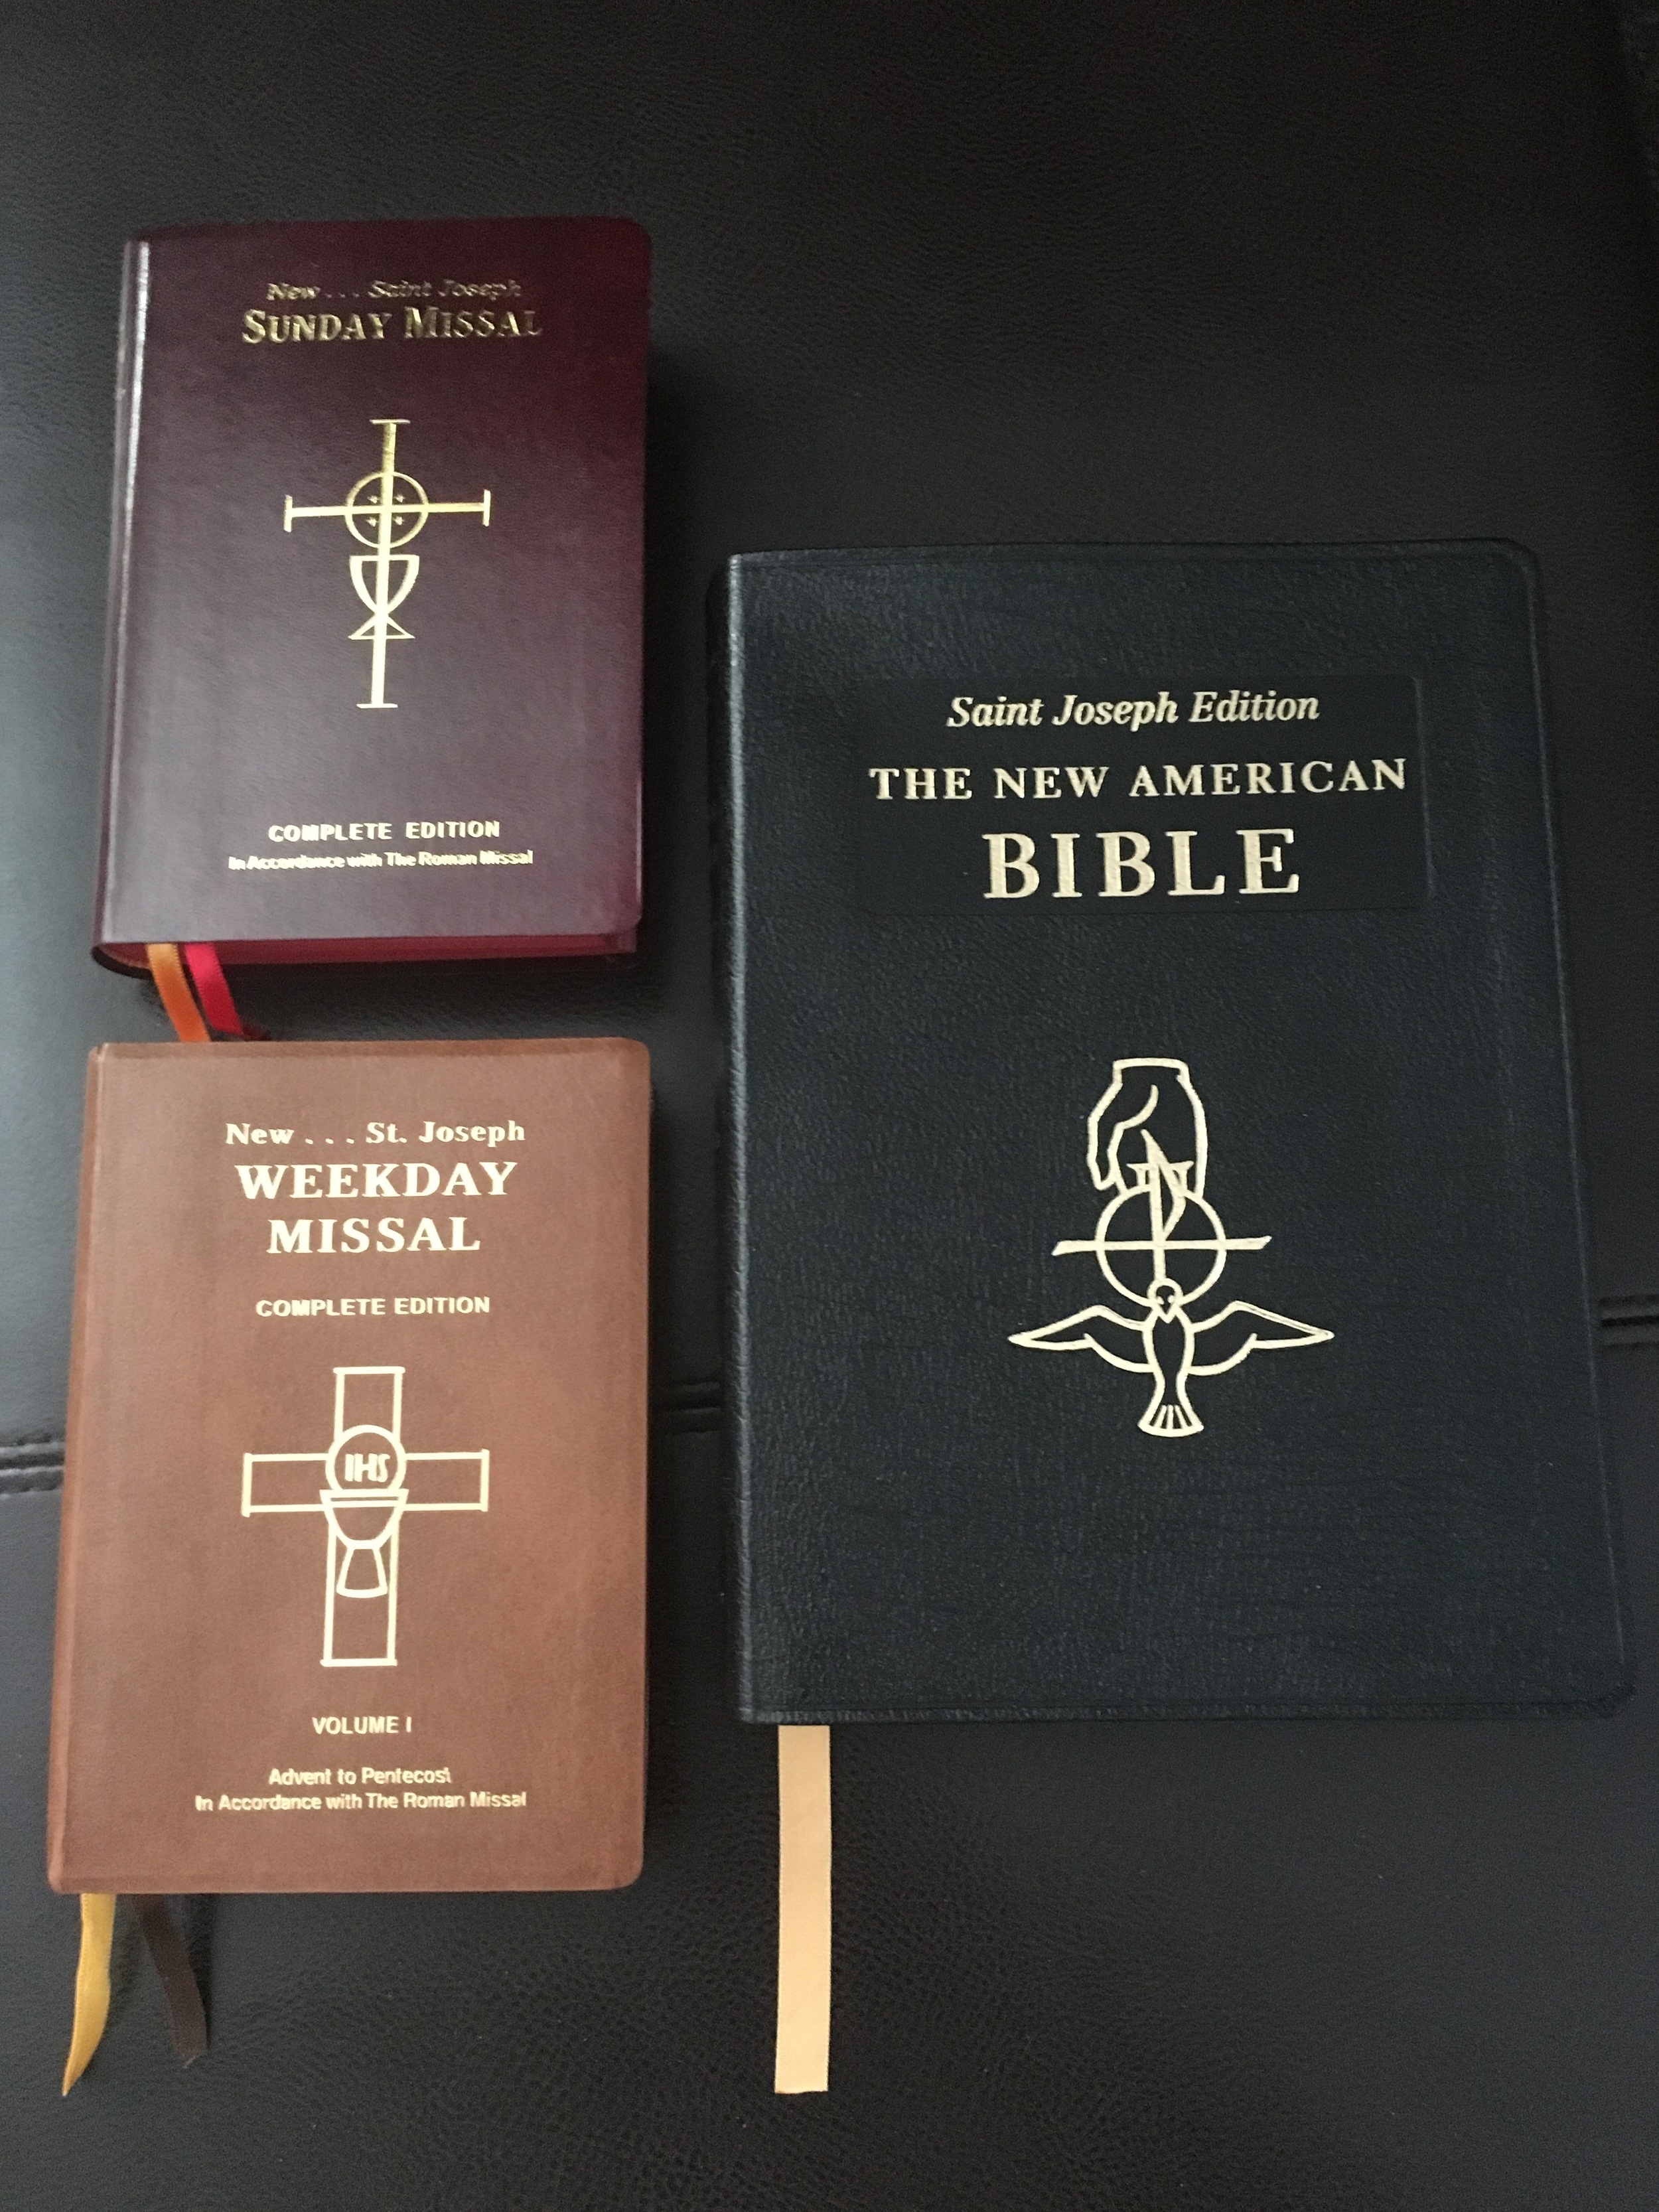 New . . . Saint Joseph
SUNDAY MISSAL
COMPLETE EDITION
In Accordance with The Roman Missal
New . . . St. Joseph
WEEKDAY
MISSAL
COMPLETE EDITION
IHS
VOLUME I
Advent to Pentecost
In Accordance with The Roman Missal
Saint Joseph Edition
THE NEW AMERICAN
BIBLE